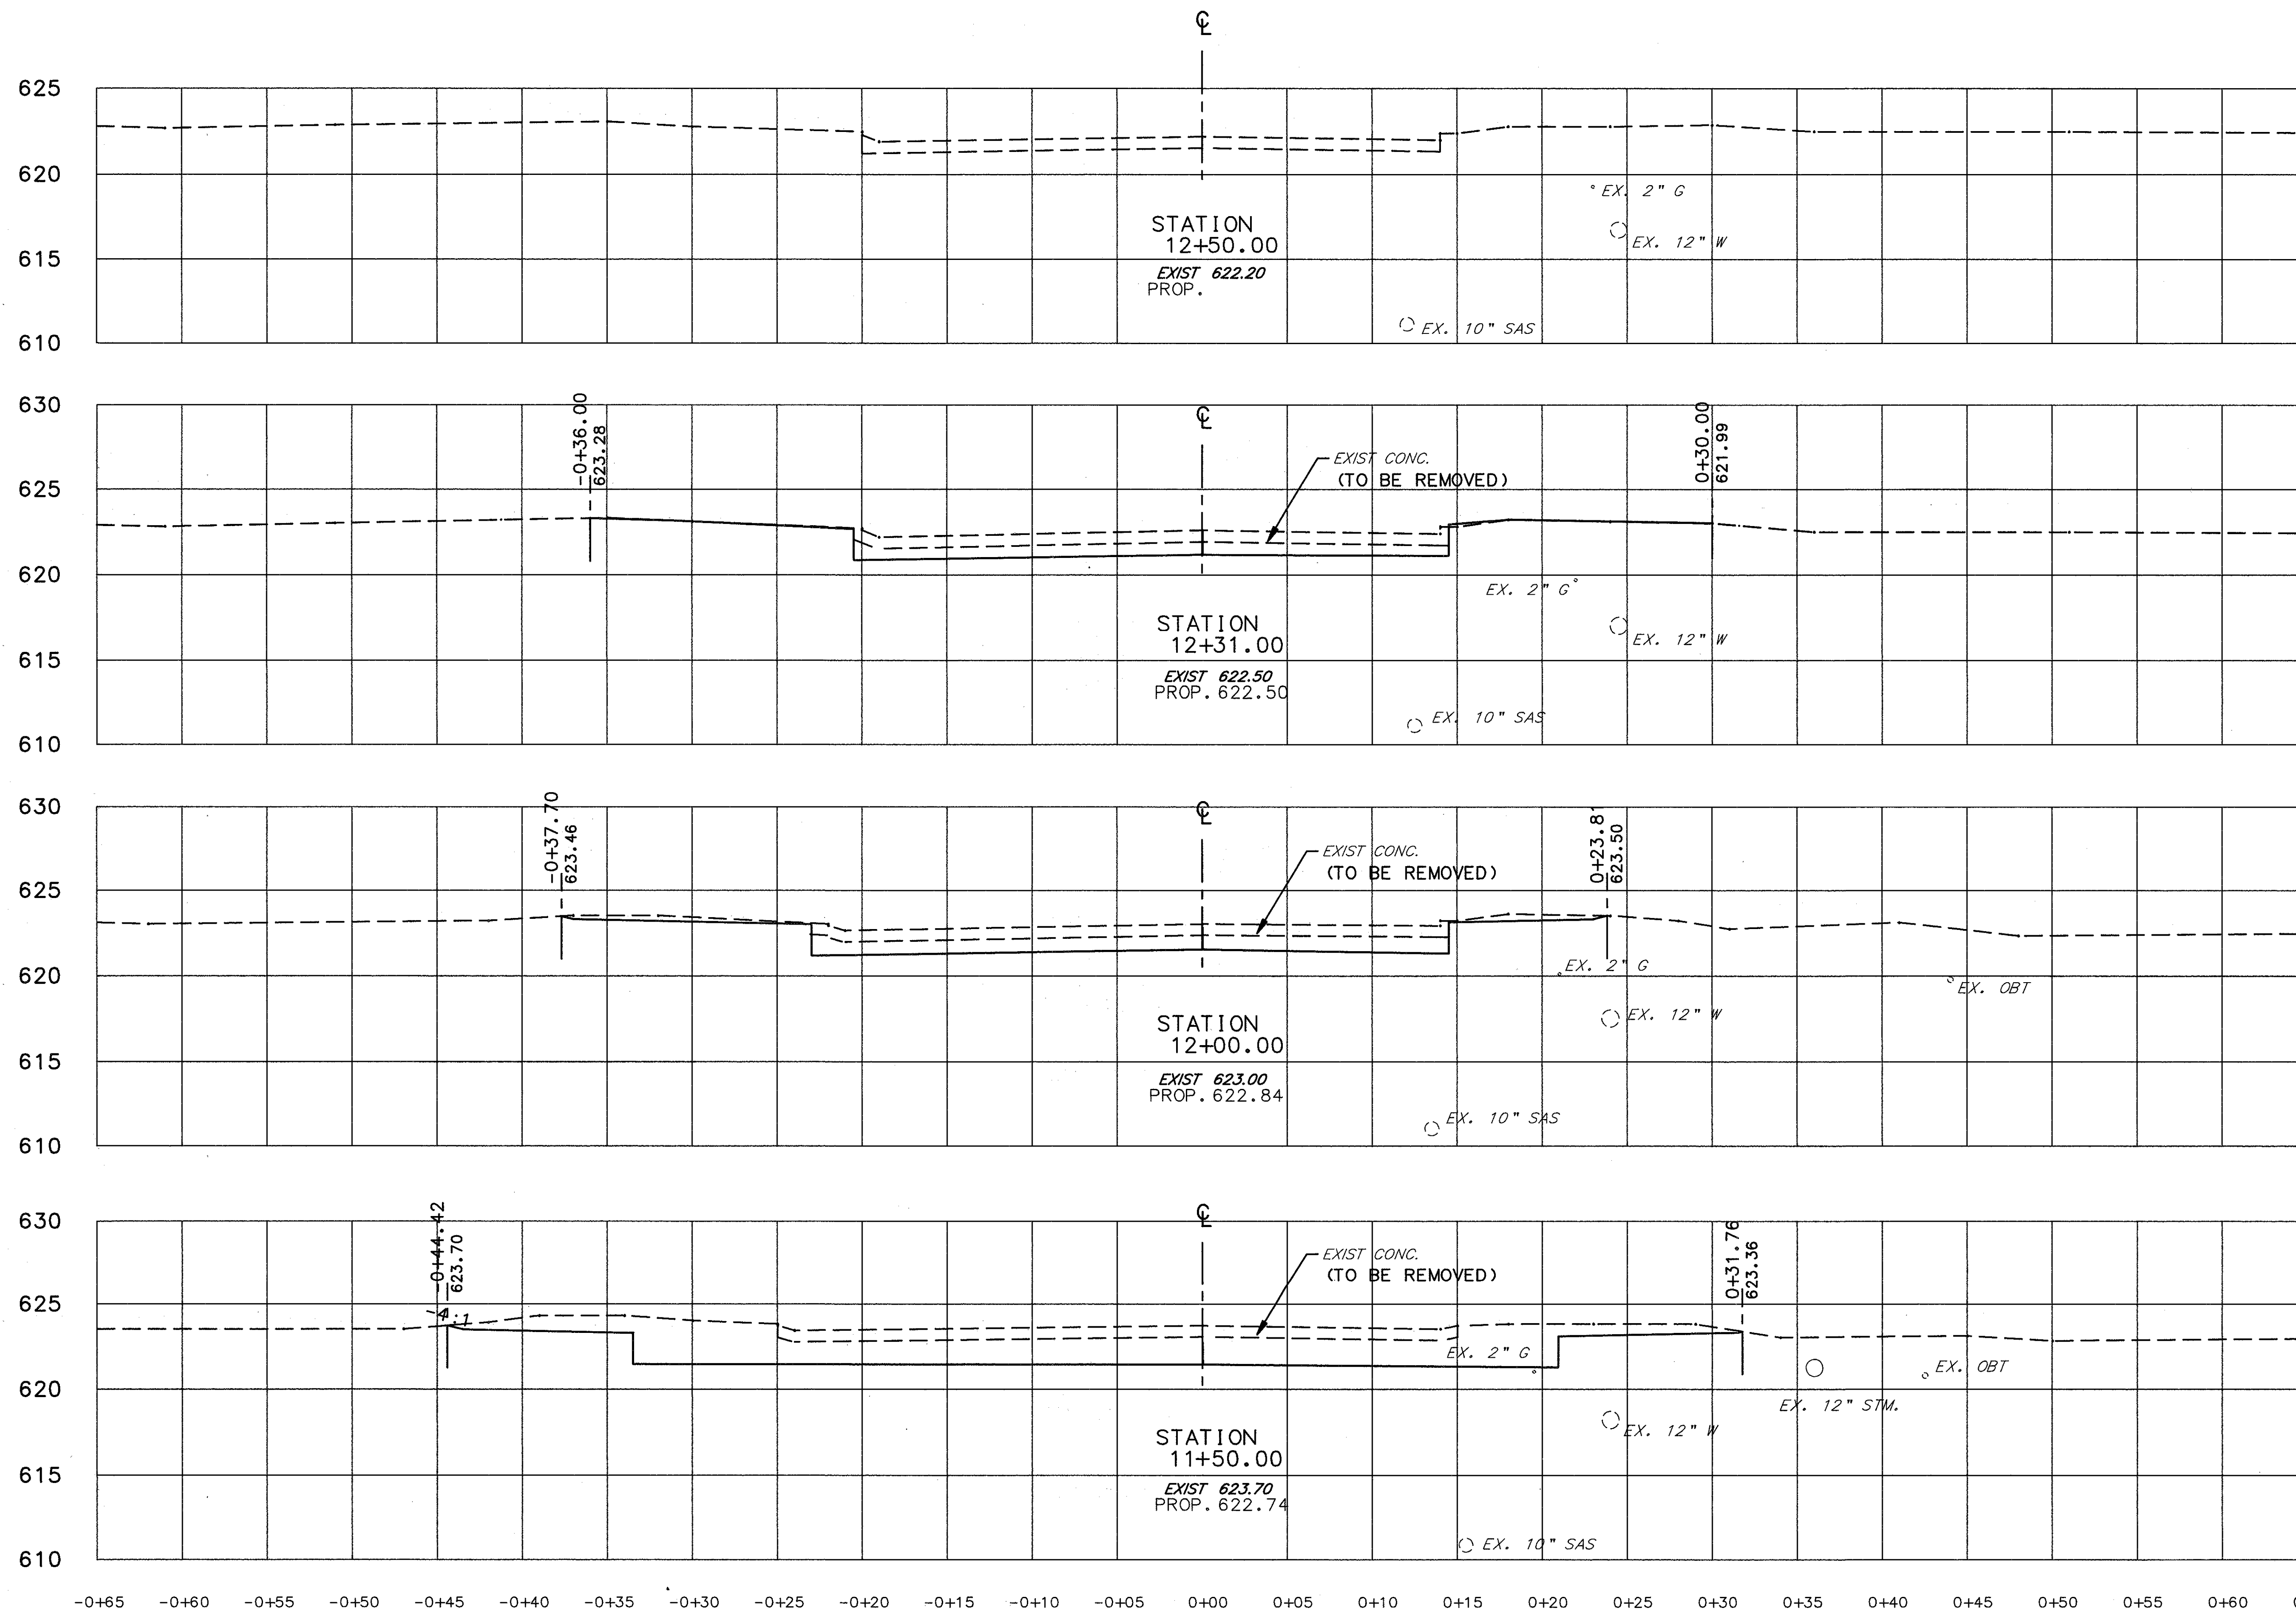 ℄
625
620
615
610
EX. 2" G
EX. 12" W
STATION
12+50.00
EXIST 622.20
PROP.
EX. 10" SAS
630
625
620
615
610
-0+36.00
623.28
℄
EXIST CONC.
(TO BE REMOVED)
0+30.00
621.99
EX. 2" G
EX. 12" W
STATION
12+31.00
EXIST 622.50
PROP. 622.50
EX. 10" SAS
630
625
620
615
610
-0+37.70
623.46
℄
EXIST CONC.
(TO BE REMOVED)
0+23.81
623.50
EX. 2" G
EX. OBT
EX. 12" W
STATION
12+00.00
EXIST 623.00
PROP. 622.84
EX. 10" SAS
630
625
620
615
610
-0+44.42
623.70
-4:1
℄
EXIST CONC.
(TO BE REMOVED)
0+31.76
623.36
EX. 2" G
EX. OBT
EX. 12" STM.
EX. 12" W
STATION
11+50.00
EXIST 623.70
PROP. 622.74
EX. 10" SAS
-0+65 -0+60 -0+55 -0+50 -0+45 -0+40 -0+35 -0+30 -0+25 -0+20 -0+15 -0+10 -0+05 0+00 0+05 0+10 0+15 0+20 0+25 0+30 0+35 0+40 0+45 0+50 0+55 0+60